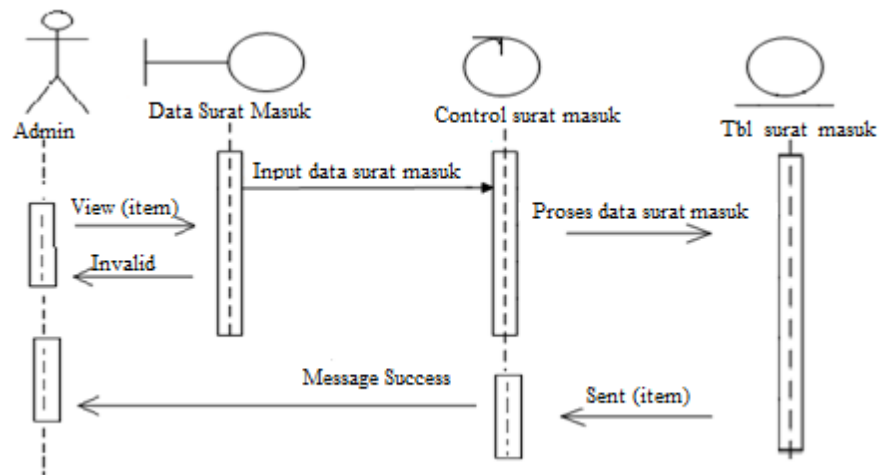 Admin
Data Surat Masuk
Control surat masuk
Tbl surat masuk
Input data surat masuk
View (item)
Proses data surat masuk
Invalid
Message Success
Sent (item)